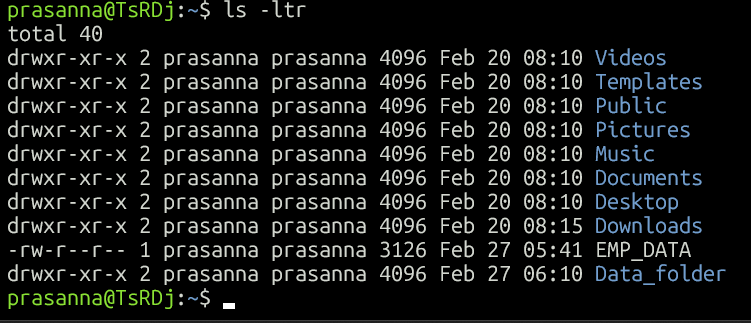 prasanna@TsRDj:~$ ls -ltr
total 40
drwxr-xr-x 2 prasanna prasanna 4096 Feb 20 08:10 Videos
drwxr-xr-x 2 prasanna prasanna 4096 Feb 20 08:10 Templates
drwxr-xr-x 2 prasanna prasanna 4096 Feb 20 08:10 Public
drwxr-xr-x 2 prasanna prasanna 4096 Feb 20 08:10 Pictures
drwxr-xr-x 2 prasanna prasanna 4096 Feb 20 08:10 Music
drwxr-xr-x 2 prasanna prasanna 4096 Feb 20 08:10 Documents
drwxr-xr-x 2 prasanna prasanna 4096 Feb 20 08:10 Desktop
drwxr-xr-x 2 prasanna prasanna 4096 Feb 20 08:15 Downloads
-rw-r--r-- 1 prasanna prasanna 3126 Feb 27 05:41 EMP_DATA
drwxr-xr-x 2 prasanna prasanna 4096 Feb 27 06:10 Data_folder
prasanna@TsRDj:~$